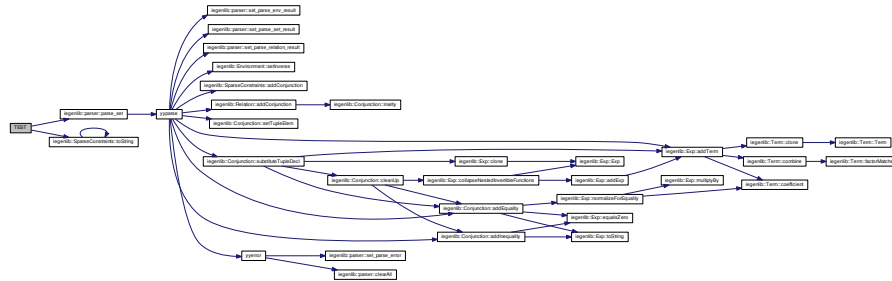 iegenlib::parser::set_parse_env_result
iegenlib::parser::set_parse_set_result
iegenlib::parser::set_parse_relation_result
iegenlib::Environment::setInverse
iegenlib::SparseConstraints::addConjunction
iegenlib::Relation::addConjunction
iegenlib::Conjunction::inarity
iegenlib::parser::parse_set
yyparse
iegenlib::Conjunction::setTupleElem
TEST
iegenlib::SparseConstraints::toString
iegenlib::Term::clone
iegenlib::Term::Term
iegenlib::Exp::addTerm
iegenlib::Conjunction::substituteTupleDecl
iegenlib::Exp::clone
iegenlib::Exp::Exp
iegenlib::Term::combine
iegenlib::Term::factorMatches
iegenlib::Conjunction::cleanUp
iegenlib::Exp::collapseNestedInvertibleFunctions
iegenlib::Exp::addExp
iegenlib::Exp::multiplyBy
iegenlib::Term::coefficient
iegenlib::Exp::normalizeForEquality
iegenlib::Conjunction::addEquality
iegenlib::Exp::equalsZero
iegenlib::Conjunction::addInequality
iegenlib::Exp::toString
yyerror
iegenlib::parser::set_parse_error
iegenlib::parser::clearAll